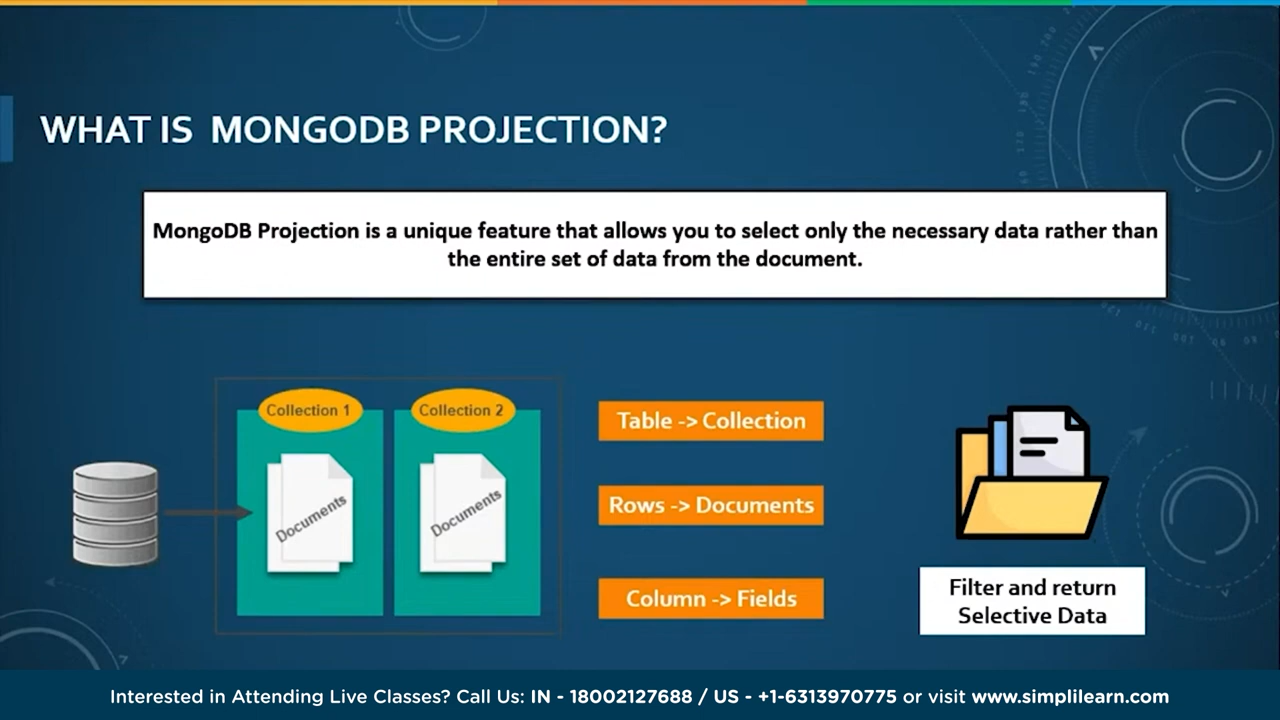 WHAT IS MONGODB PROJECTION?
MongoDB Projection is a unique feature that allows you to select only the necessary data rather than
the entire set of data from the document.
Collection 1
Collection 2
Documents
Documents
Table -> Collection
Rows -> Documents
Column -> Fields
Filter and return
Selective Data
Interested in Attending Live Classes? Call Us: IN - 18002127688 / US - +1-6313970775 or visit www.simplilearn.com